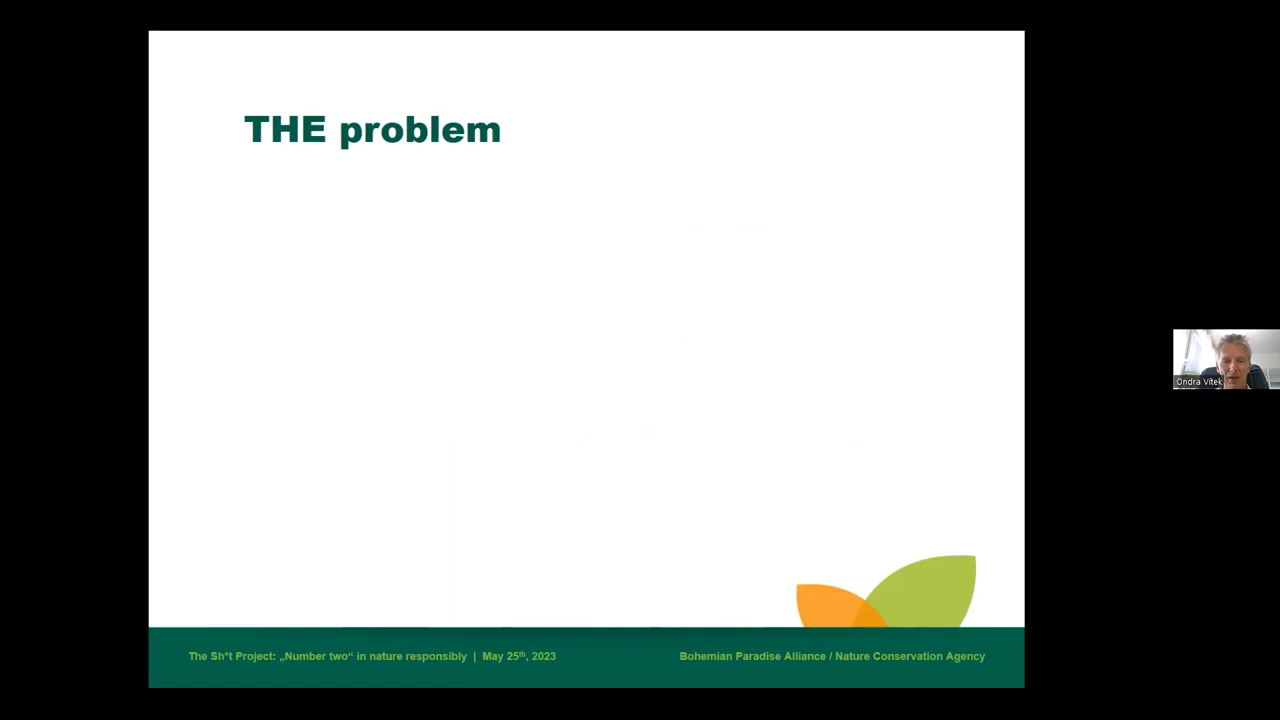 THE problem
Ondra Vítek
The Sh*t Project: „Number two“ in nature responsibly | May 25th, 2023
Bohemian Paradise Alliance / Nature Conservation Agency